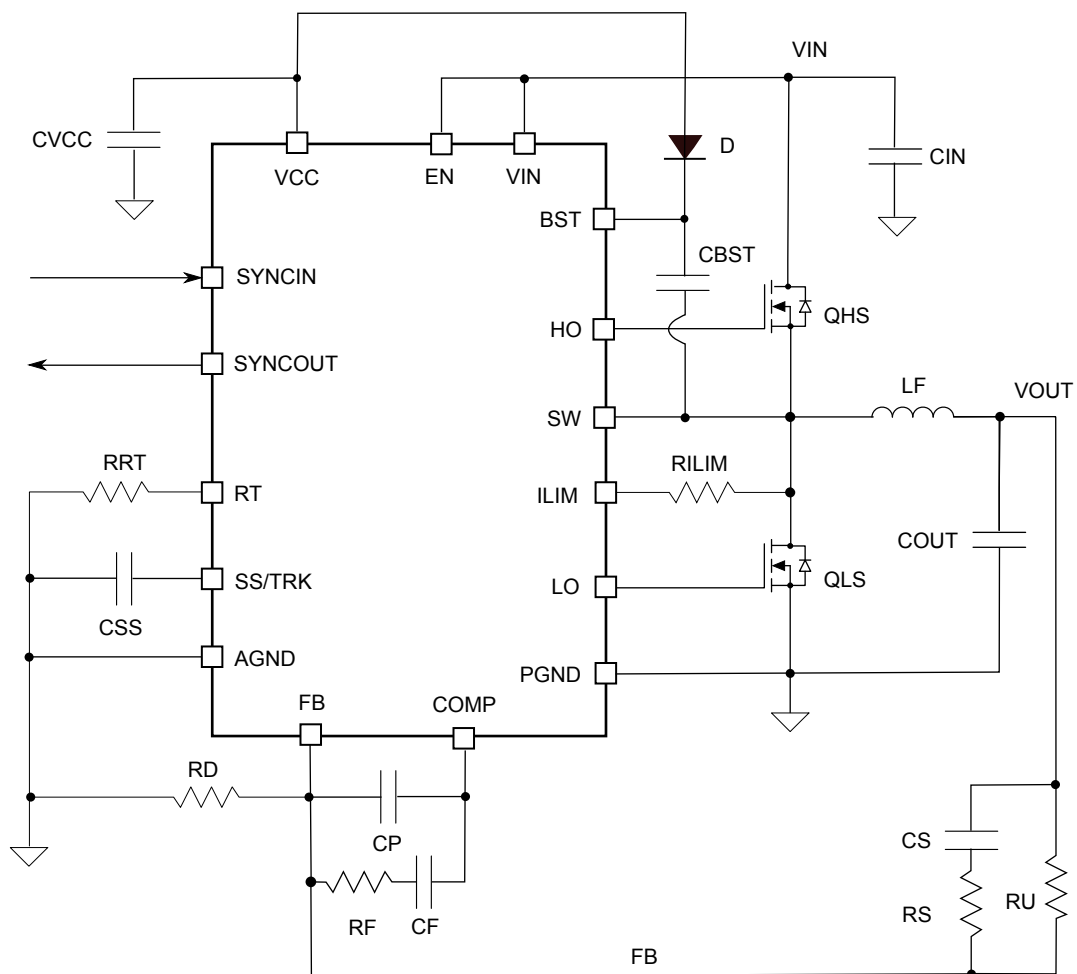 VIN
CVCC
D
CIN
VCC
EN
VIN
BST
CBST
SYNCIN
QHS
HO
SYNCOUT
LF
VOUT
SW
RRT
RILIM
RT
ILIM
COUT
SS/TRK
LO
QLS
CSS
AGND
PGND
FB
COMP
RD
CP
CS
RS
RU
RF
CF
FB